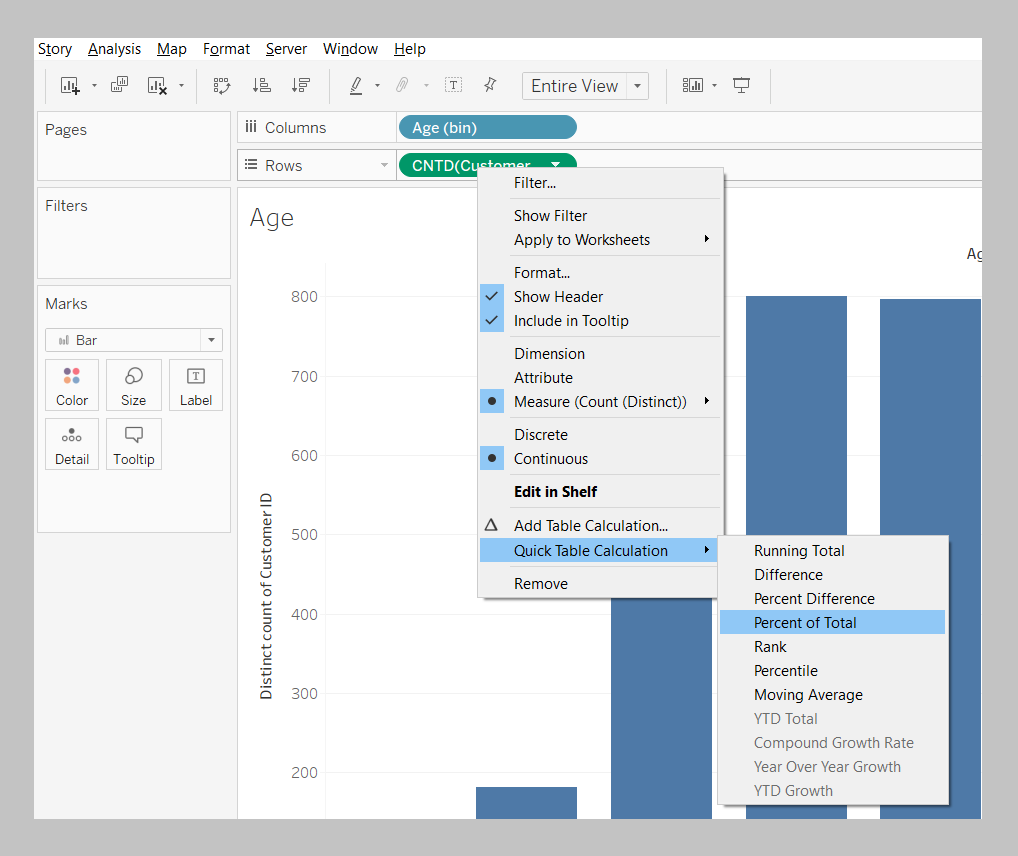 Story Analysis Map Format Server Window Help
T Entire View
Pages
Columns Age (bin)
Rows CNTD(Customer
Filters
Age
Marks
Bar
Color Size T Label
Detail Tooltip
Filter...
Show Filter
Apply to Worksheets
Format...
Show Header
Include in Tooltip
Dimension
Attribute
Measure (Count (Distinct))
Discrete
Continuous
Edit in Shelf
Add Table Calculation...
Quick Table Calculation
Remove
Running Total
Difference
Percent Difference
Percent of Total
Rank
Percentile
Moving Average
YTD Total
Compound Growth Rate
Year Over Year Growth
YTD Growth
Distinct count of Customer ID
800
700
600
500
400
300
200